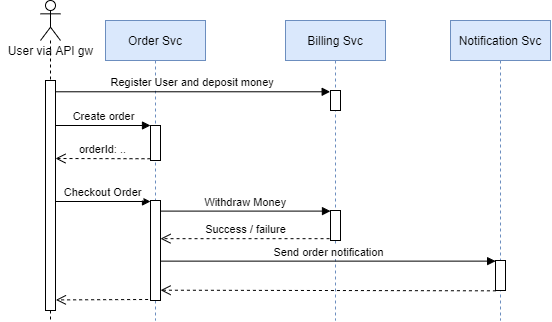 User via API gw
Order Svc
Billing Svc
Notification Svc
Register User and deposit money
Create order
orderId: ..
Checkout Order
Withdraw Money
Success / failure
Send order notification